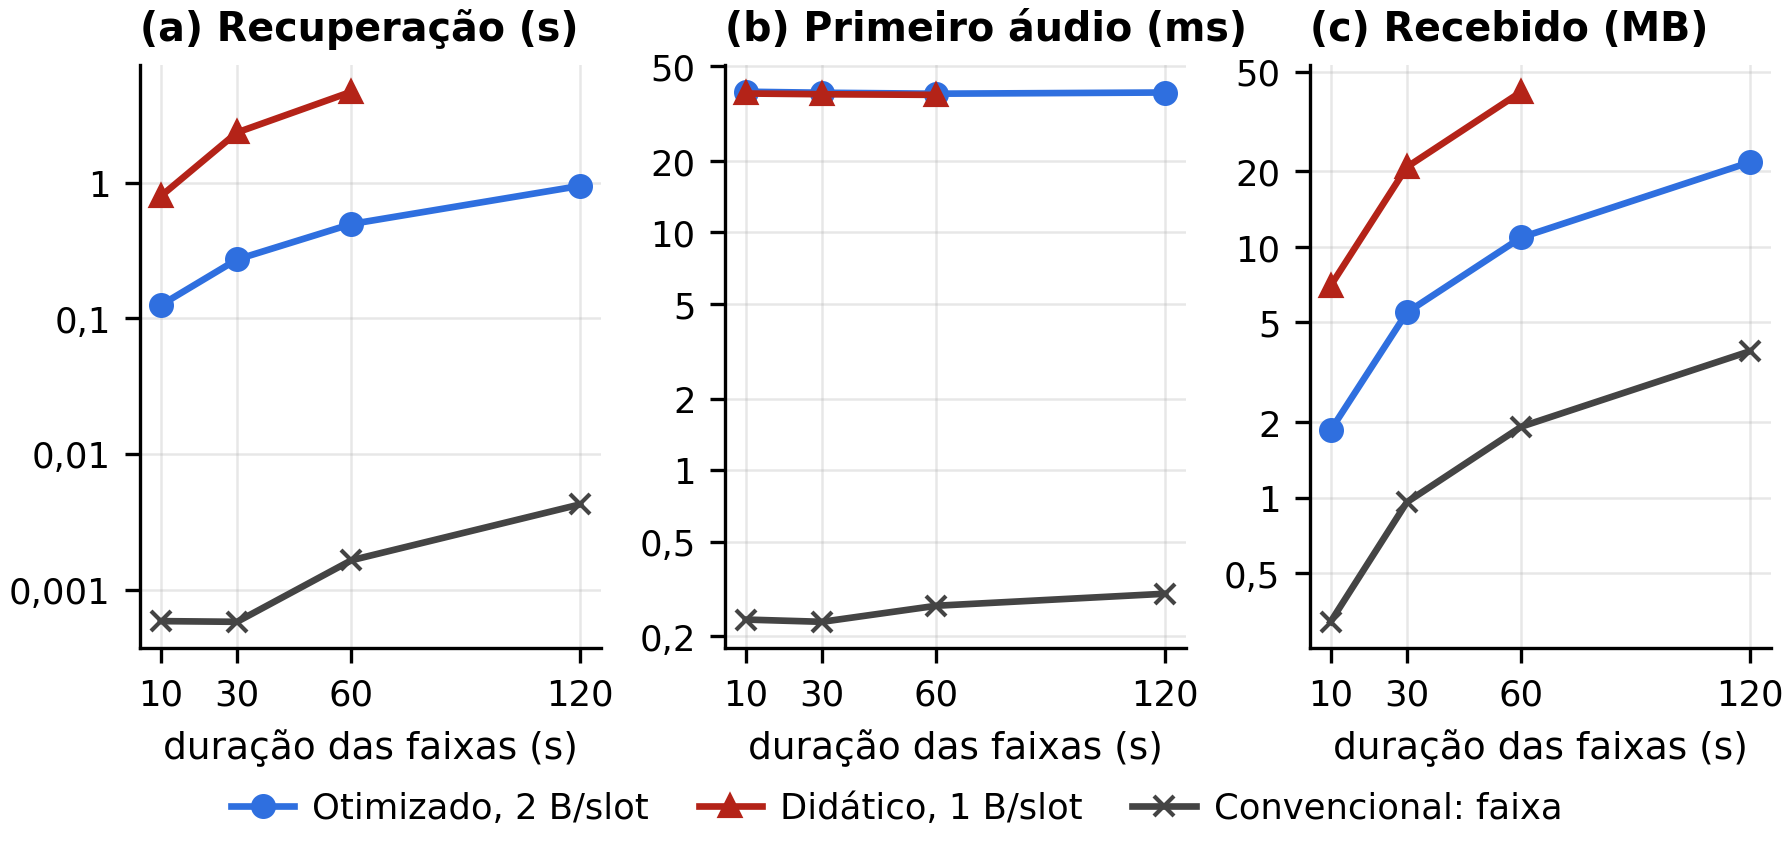 (a) Recuperação (s)
1
0,1
0,01
0,001
10 30 60 120
duração das faixas (s)
(b) Primeiro áudio (ms)
50
20
10
5
2
1
0,5
0,2
10 30 60 120
duração das faixas (s)
(c) Recebido (MB)
50
20
10
5
2
1
0,5
10 30 60 120
duração das faixas (s)
Otimizado, 2 B/slot Didático, 1 B/slot Convencional: faixa